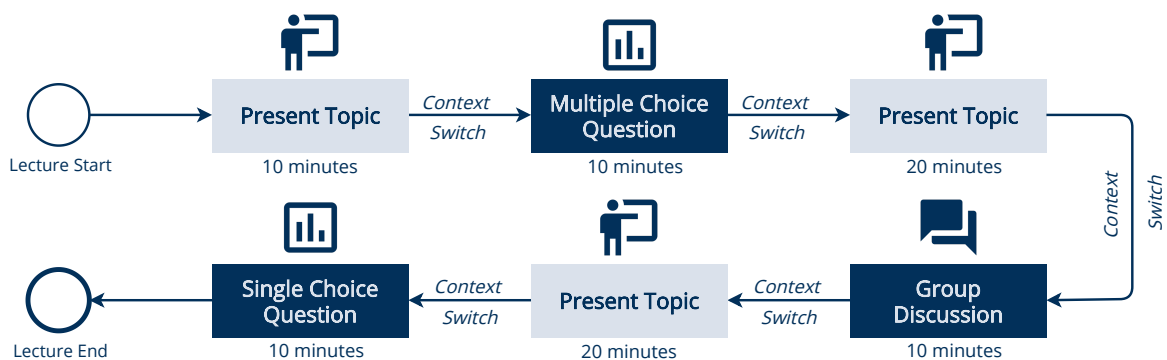 Lecture Start
Present Topic
10 minutes
Context
Switch
Multiple Choice
Question
10 minutes
Context
Switch
Present Topic
20 minutes
Context
Switch
Group
Discussion
10 minutes
Context
Switch
Present Topic
20 minutes
Context
Switch
Single Choice
Question
10 minutes
Lecture End